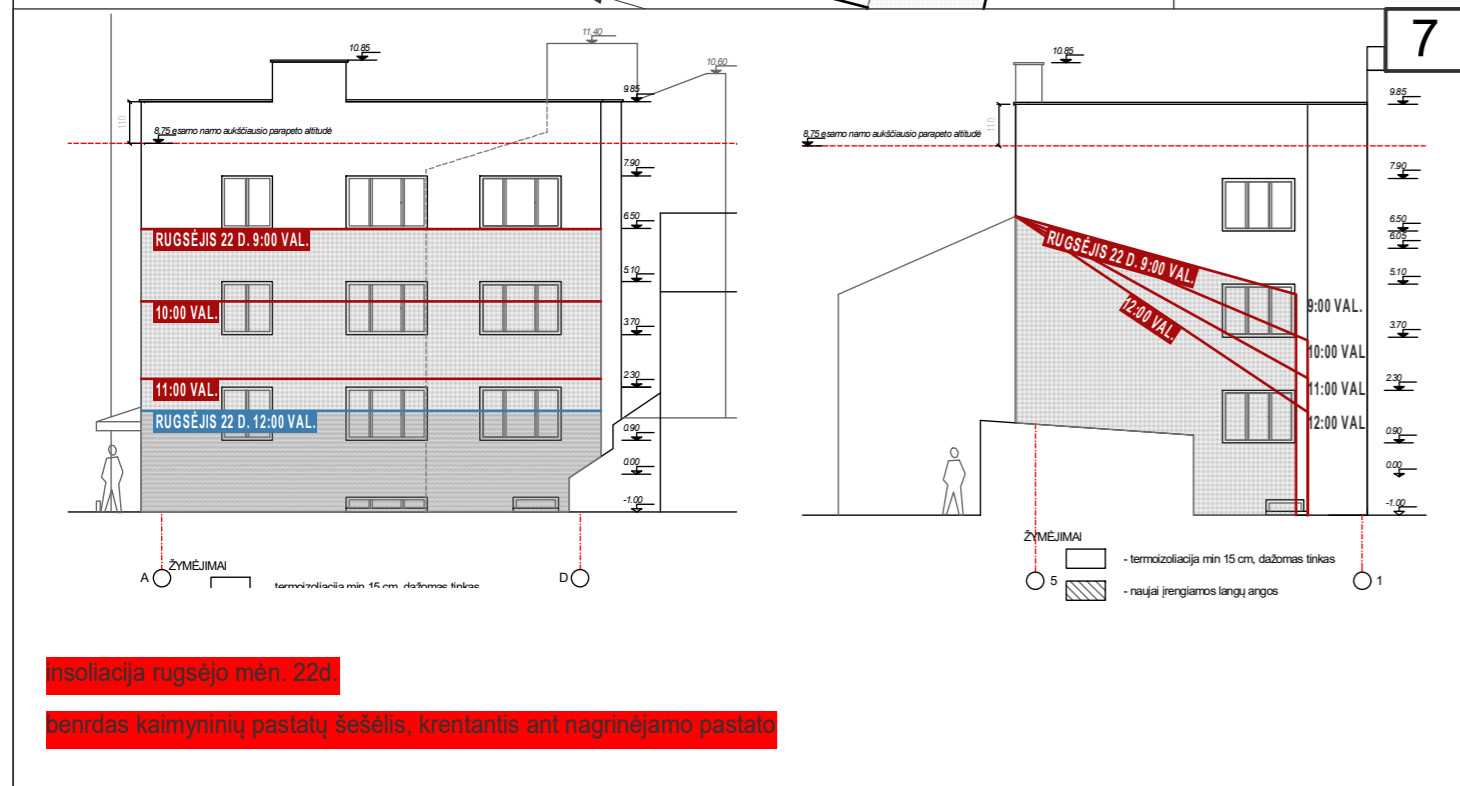 7
11.40
10.85
10.60
9.85
110
8.75 esamo namo aukščiausio parapeto altitudė
7.90
6.50
RUGSĖJIS 22 D. 9:00 VAL.
5.10
10:00 VAL.
3.70
11:00 VAL.
2.30
RUGSĖJIS 22 D. 12:00 VAL.
0.90
0.00
-1.00
ŽYMĖJIMAI
A
D
termoizoliacija min 15 cm, dažomas tinkas
10.85
9.85
110
8.75 esamo namo aukščiausio parapeto altitudė
7.90
6.50
6.05
RUGSĖJIS 22 D. 9:00 VAL.
5.10
12:00 VAL.
9:00 VAL.
3.70
10:00 VAL
11:00 VAL
2.30
12:00 VAL
0.90
0.00
-1.00
ŽYMĖJIMAI
- termoizoliacija min 15 cm, dažomas tinkas
5
1
- naujai įrengiamos langų angos
insoliacija rugsėjo mėn. 22d.
benrdas kaimyninių pastatų šešėlis, krentantis ant nagrinėjamo pastato